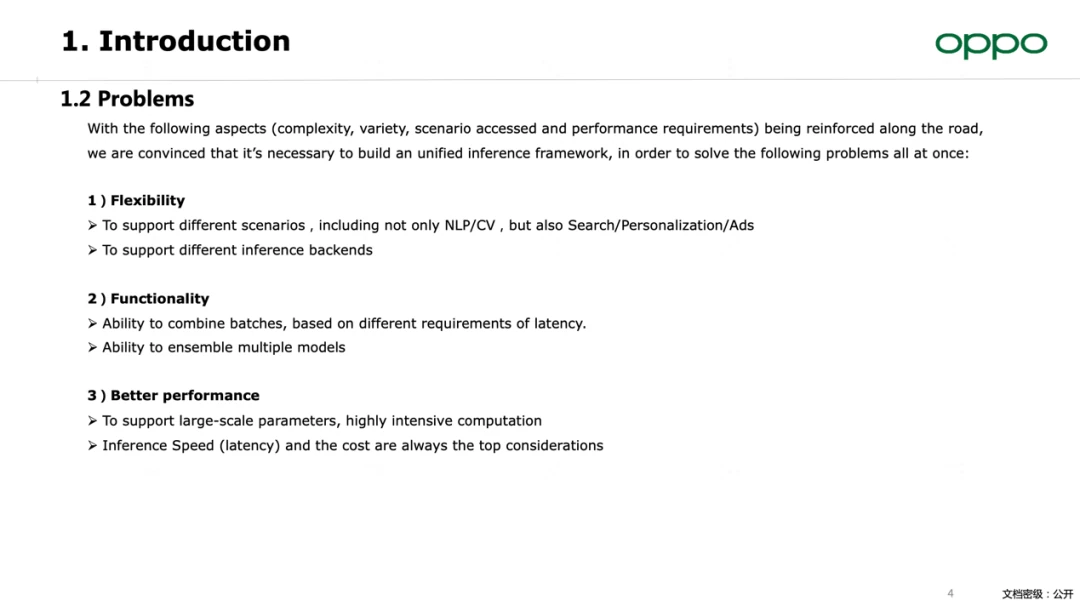 1. Introduction
oppo
1.2 Problems
With the following aspects (complexity, variety, scenario accessed and performance requirements) being reinforced along the road,
we are convinced that it’s necessary to build an unified inference framework, in order to solve the following problems all at once:
1）Flexibility
➢ To support different scenarios , including not only NLP/CV , but also Search/Personalization/Ads
➢ To support different inference backends
2）Functionality
➢ Ability to combine batches, based on different requirements of latency.
➢ Ability to ensemble multiple models
3）Better performance
➢ To support large-scale parameters, highly intensive computation
➢ Inference Speed (latency) and the cost are always the top considerations
4
文档密级：公开